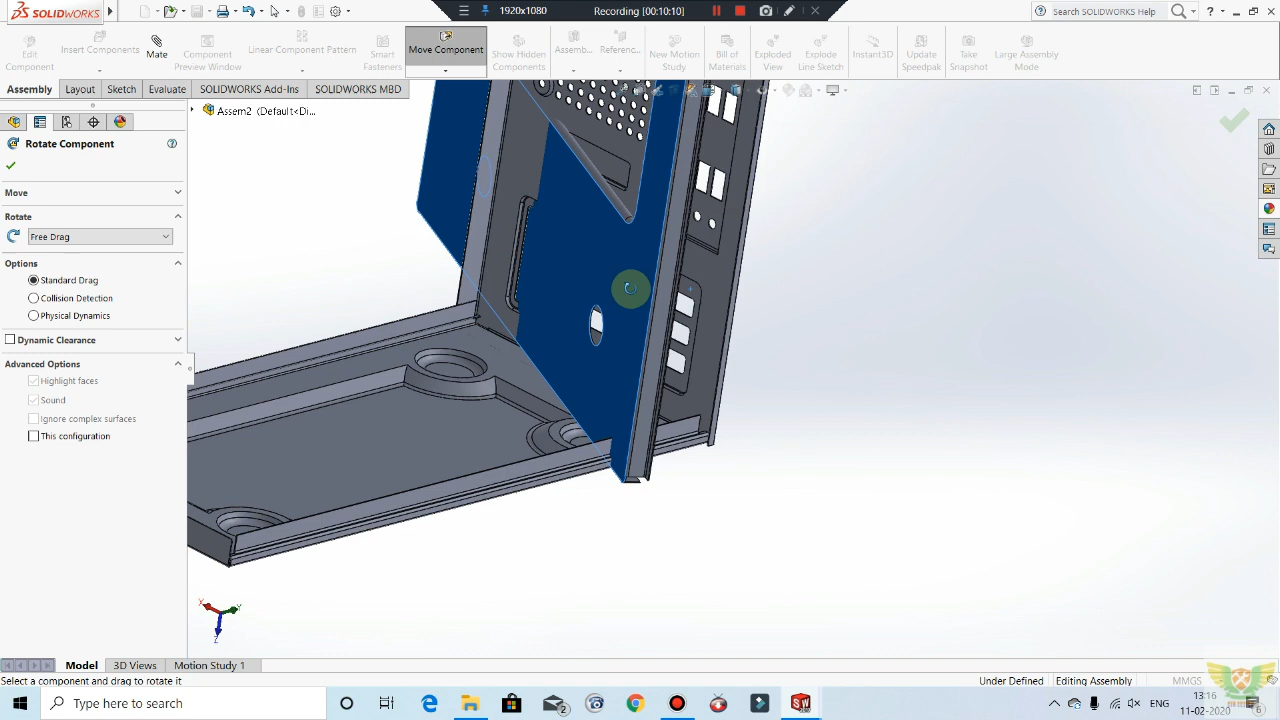 SOLIDWORKS
1920x1080
Recording [00:10:10]
Search SOLIDWORKS Help
Edit Component
Insert Components
Mate
Component Preview Window
Linear Component Pattern
Smart Fasteners
Move Component
Show Hidden Components
Assemb...
Referenc...
New Motion Study
Bill of Materials
Exploded View
Explode Line Sketch
Instant3D
Update Speedpak
Take Snapshot
Large Assembly Mode
Assembly
Layout
Sketch
Evaluate
SOLIDWORKS Add-Ins
SOLIDWORKS MBD
Assem2 (Default<Di...
Rotate Component
Move
Rotate
Free Drag
Options
Standard Drag
Collision Detection
Physical Dynamics
Dynamic Clearance
Advanced Options
Highlight faces
Sound
Ignore complex surfaces
This configuration
X
Y
Z
Model
3D Views
Motion Study 1
Select a component and drag to rotate it
Under Defined
Editing Assembly
MMGS
Type here to search
2
ENG
13:16
11-02-2020
6